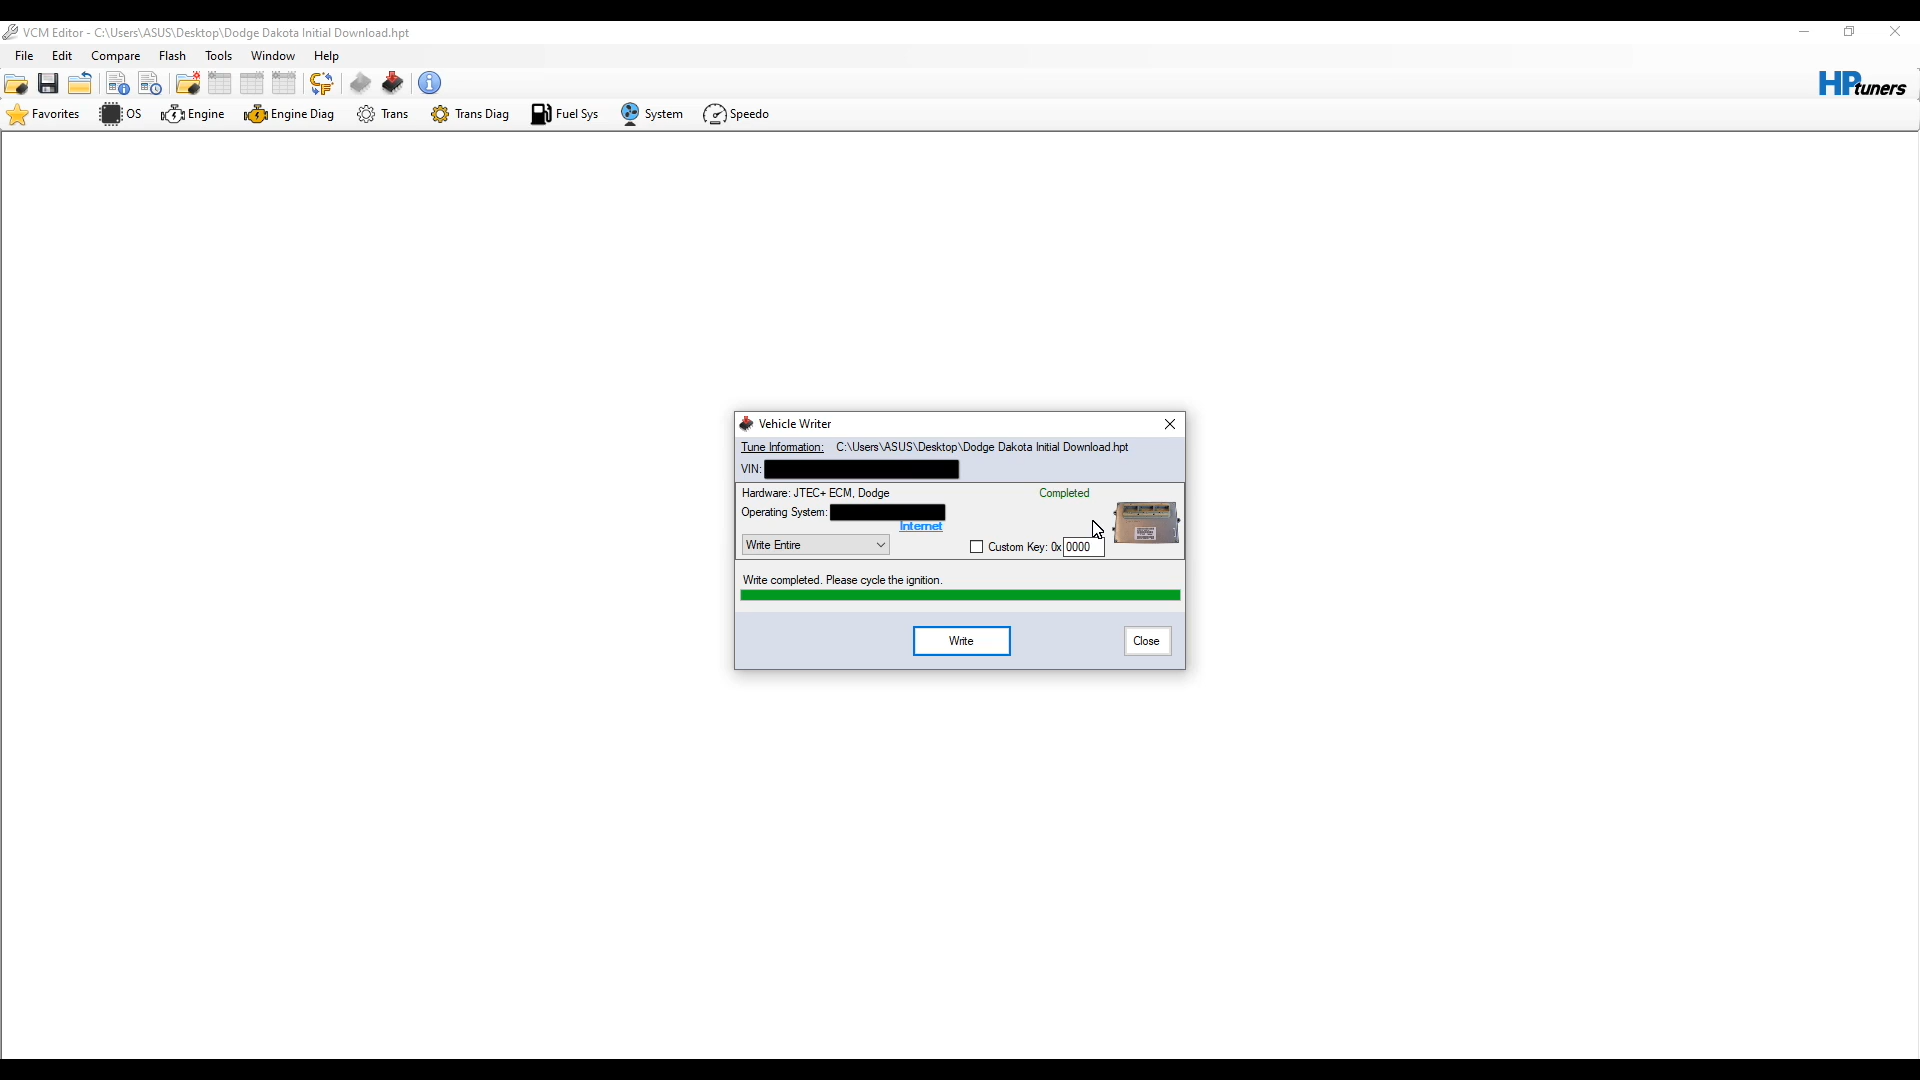 VCM Editor - C:\Users\ASUS\Desktop\Dodge Dakota Initial Download.hpt
File Edit Compare Flash Tools Window Help
HPtuners
Favorites OS Engine Engine Diag Trans Trans Diag Fuel Sys System Speedo
Vehicle Writer
Tune Information: C:\Users\ASUS\Desktop\Dodge Dakota Initial Download.hpt
VIN:
Hardware: JTEC+ ECM, Dodge Completed
Operating System:
Internet
Write Entire Custom Key: 0x 0000
Write completed. Please cycle the ignition.
Write Close